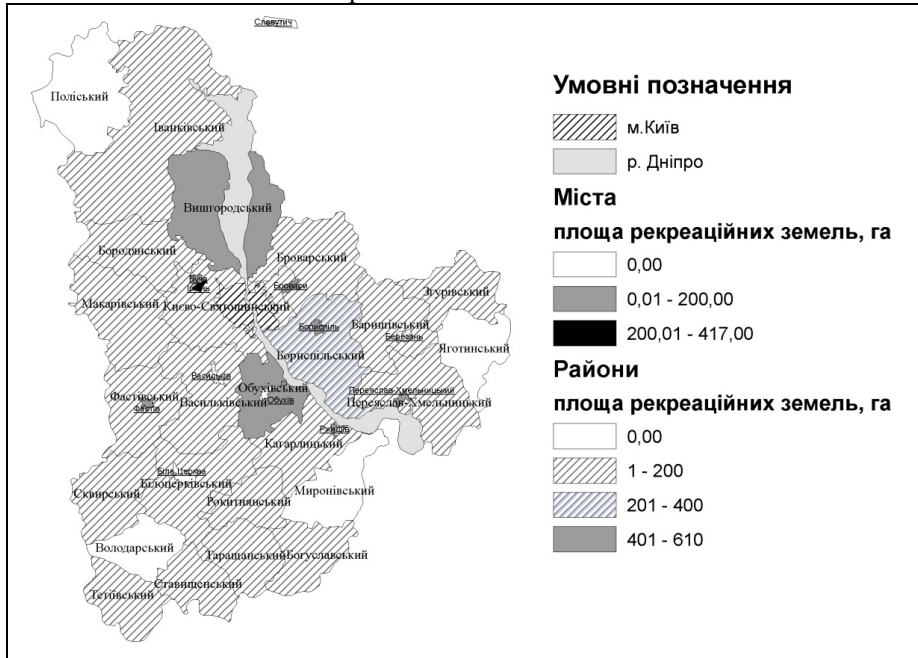 Славутич
Поліський
Іванківський
Вишгородський
Бородянський
Броварський
Макарівський
Києво-Святошинський
Бровари
Згурівський
Баришівський
Березань
Яготинський
Бориспіль
Бориспільський
Васильків
Обухівський
Обухів
Переяслав-Хмельницький
Переяслав-Хмельницький
Фастівський
Фастів
Васильківський
Ржищів
Кагарлицький
Біла Церква
Білоцерківський
Сквирський
Рокитнянський
Миронівський
Володарський
Таращанський
Богуславський
Ставищенський
Тетіївський
Умовні позначення
м.Київ
р. Дніпро
Міста
площа рекреаційних земель, га
0,00
0,01 - 200,00
200,01 - 417,00
Райони
площа рекреаційних земель, га
0,00
1 - 200
201 - 400
401 - 610